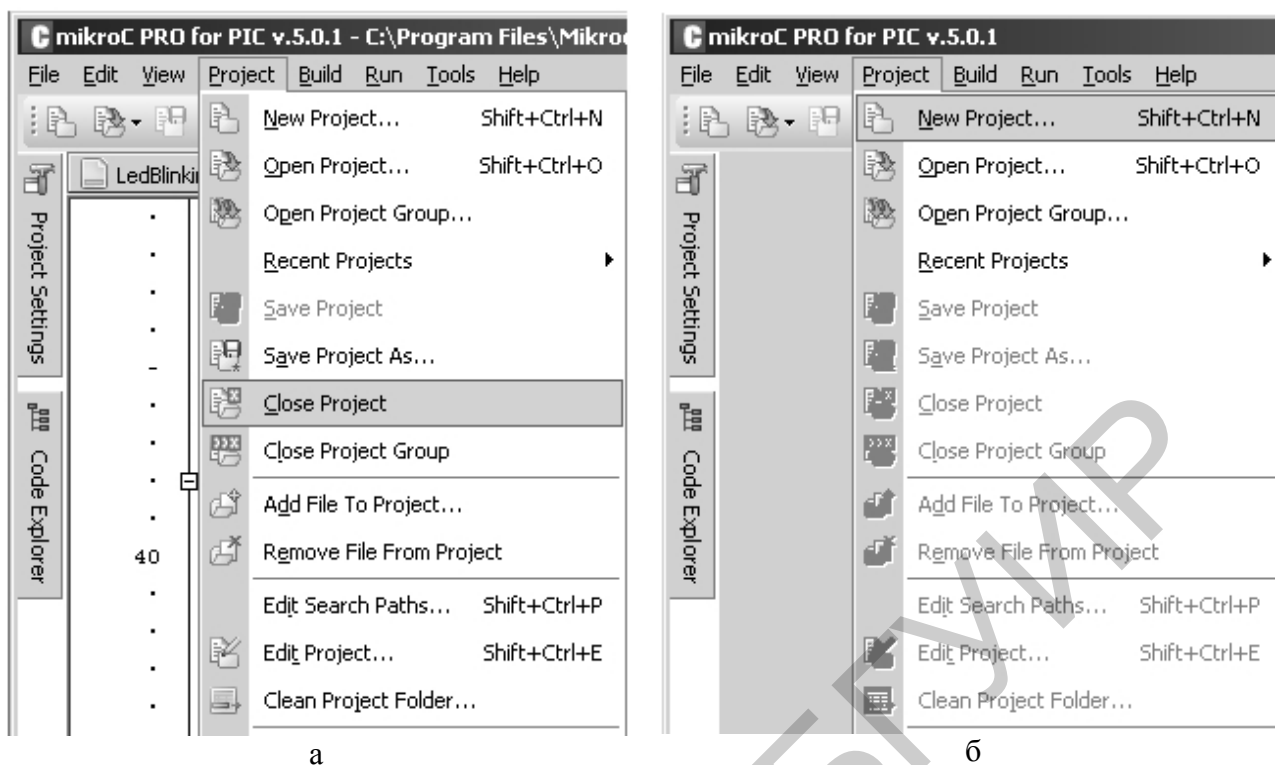 mikroC PRO for PIC v.5.0.1 - C:\Program Files\Mikro
File Edit View Project Build Run Tools Help
New Project... Shift+Ctrl+N
Open Project... Shift+Ctrl+O
Open Project Group...
Recent Projects
Save Project
Save Project As...
Close Project
Close Project Group
Add File To Project...
Remove File From Project
Edit Search Paths... Shift+Ctrl+P
Edit Project... Shift+Ctrl+E
Clean Project Folder...
LedBlinki
Project Settings
Code Explorer
40
а
mikroC PRO for PIC v.5.0.1
File Edit View Project Build Run Tools Help
New Project... Shift+Ctrl+N
Open Project... Shift+Ctrl+O
Open Project Group...
Recent Projects
Save Project
Save Project As...
Close Project
Close Project Group
Add File To Project...
Remove File From Project
Edit Search Paths... Shift+Ctrl+P
Edit Project... Shift+Ctrl+E
Clean Project Folder...
Project Settings
Code Explorer
б
БГУИР